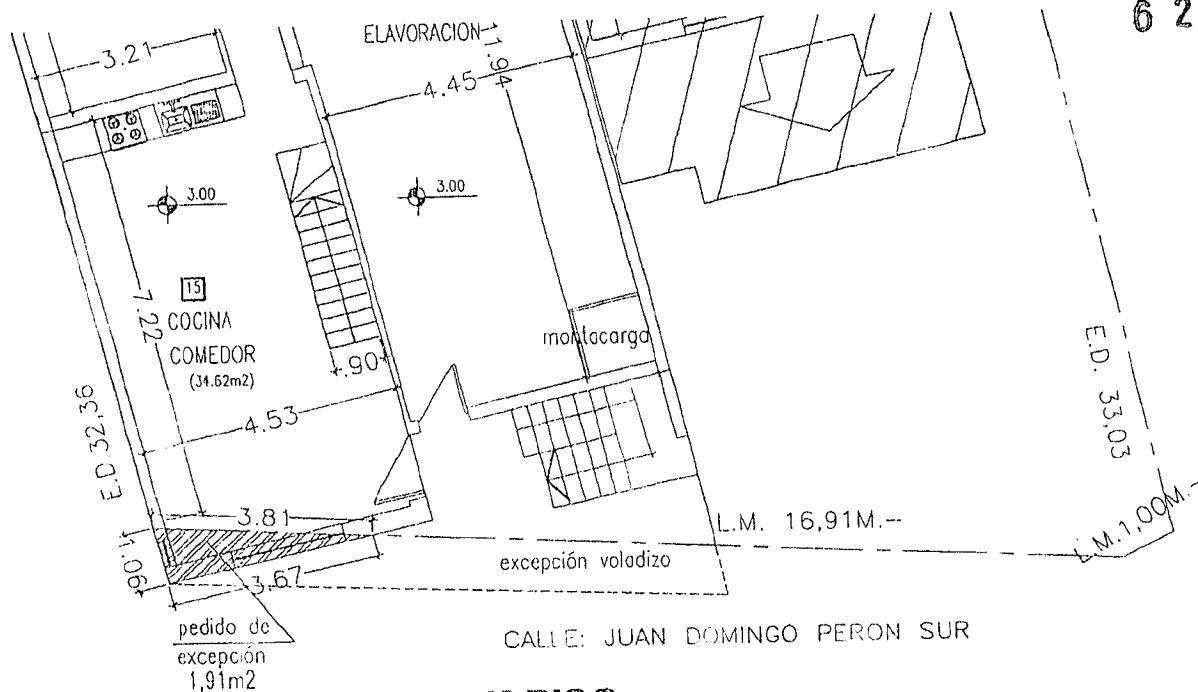 6 2
ELAVORACION
11.94
3.21
4.45
3.00
3.00
15
COCINA
COMEDOR
(34.62m2)
7.22
montacarga
.90
4.53
E.D.32,36
E.D. 33,03
3.81
L.M. 16,91M.--
L.M.1,00M.-
1.06
3.67
excepción voladizo
pedido de
excepción
1,91m2
CALLE: JUAN DOMINGO PERON SUR